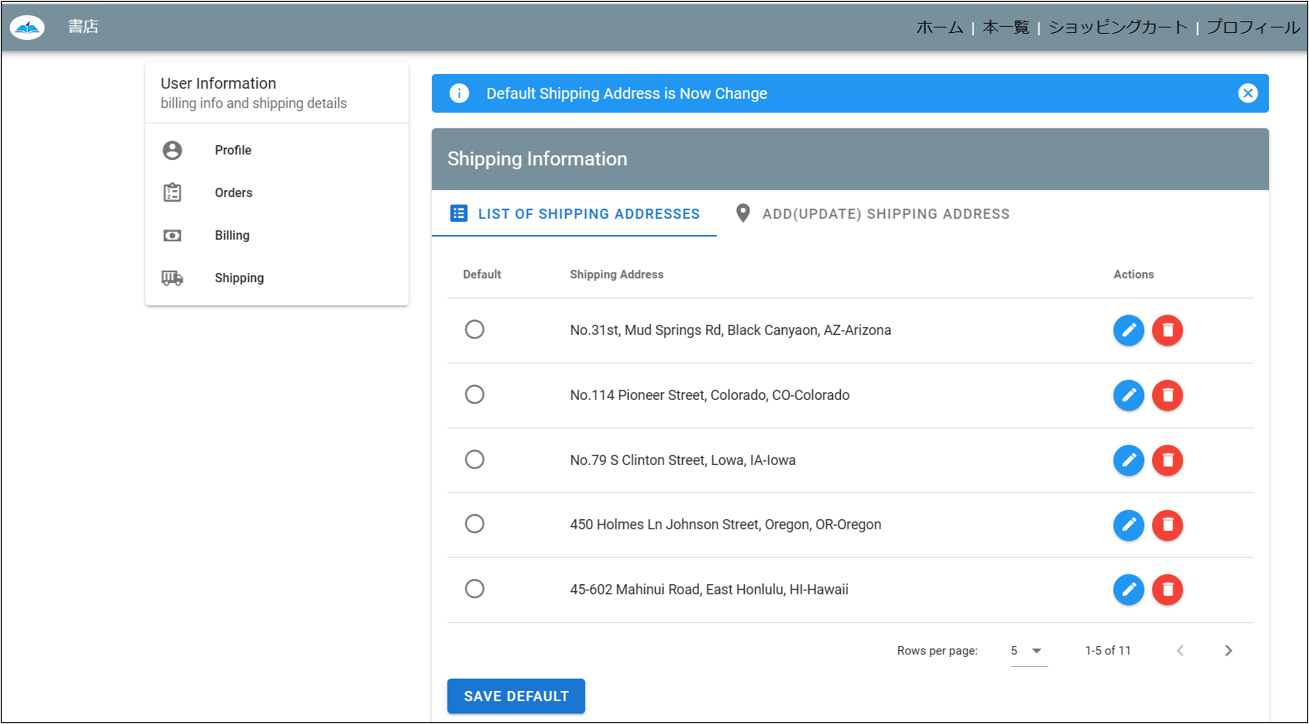 書店
ホーム | 本一覧 | ショッピングカート | プロフィール
User Information
billing info and shipping details
Profile
Orders
Billing
Shipping
Default Shipping Address is Now Change
Shipping Information
LIST OF SHIPPING ADDRESSES
ADD(UPDATE) SHIPPING ADDRESS
Default Shipping Address Actions
No.31st, Mud Springs Rd, Black Canyaon, AZ-Arizona
No.114 Pioneer Street, Colorado, CO-Colorado
No.79 S Clinton Street, Lowa, IA-Iowa
450 Holmes Ln Johnson Street, Oregon, OR-Oregon
45-602 Mahinui Road, East Honlulu, HI-Hawaii
Rows per page: 5 1-5 of 11
SAVE DEFAULT